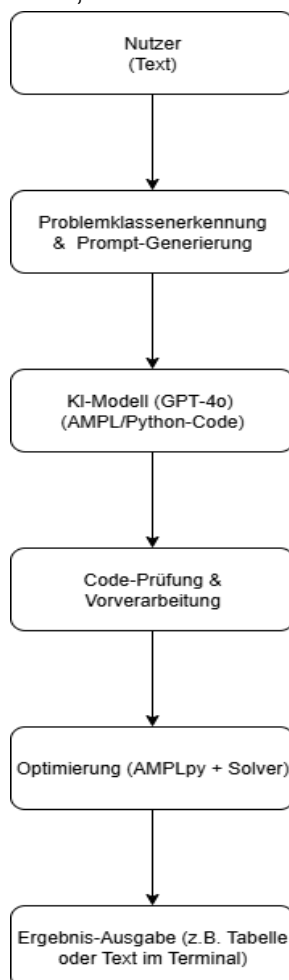 Nutzer
(Text)
Problemklassenerkennung
& Prompt-Generierung
KI-Modell (GPT-4o)
(AMPL/Python-Code)
Code-Prüfung &
Vorverarbeitung
Optimierung (AMPLpy + Solver)
Ergebnis-Ausgabe (z.B. Tabelle
oder Text im Terminal)